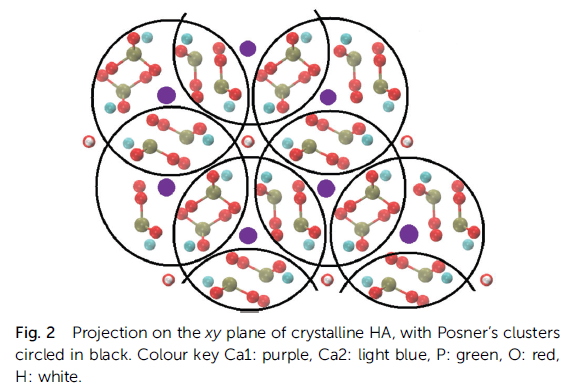 Fig. 2 Projection on the xy plane of crystalline HA, with Posner's clusters
circled in black. Colour key Ca1: purple, Ca2: light blue, P: green, O: red,
H: white.